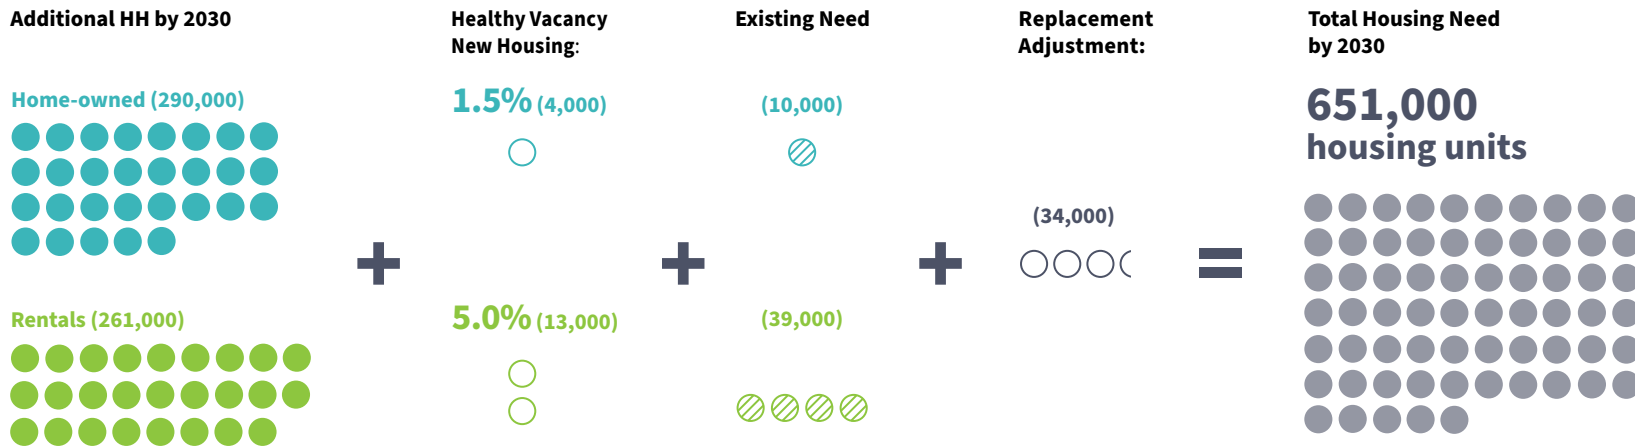 Additional HH by 2030
Healthy Vacancy
New Housing:
Existing Need
Replacement
Adjustment:
Total Housing Need
by 2030
Home-owned (290,000)
1.5% (4,000)
(10,000)
651,000
housing units
(34,000)
+
+
+
=
Rentals (261,000)
5.0% (13,000)
(39,000)